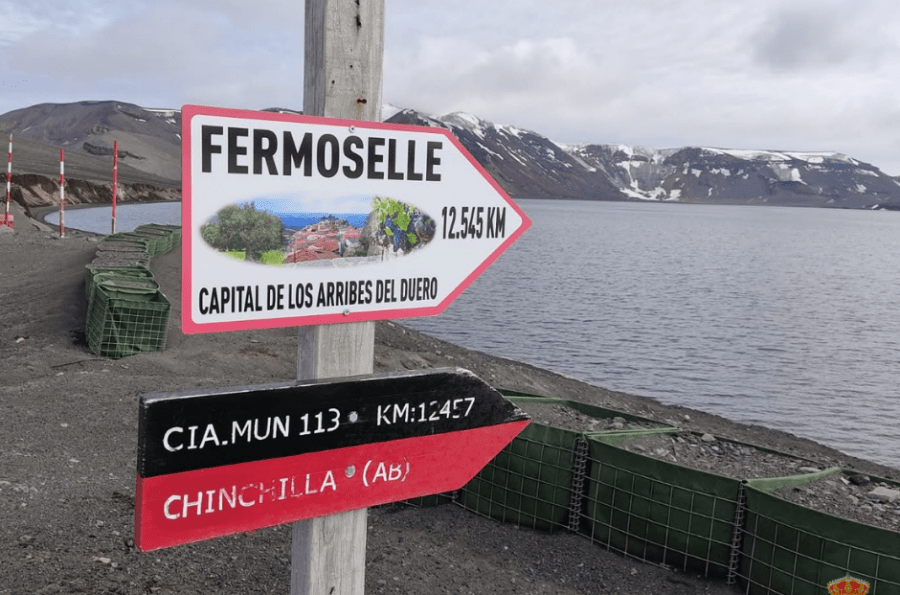 FERMOSELLE
12.545 KM
CAPITAL DE LOS ARRIBES DEL DUERO
CIA.MUN 113 KM:12457
CHINCHILLA (AB)